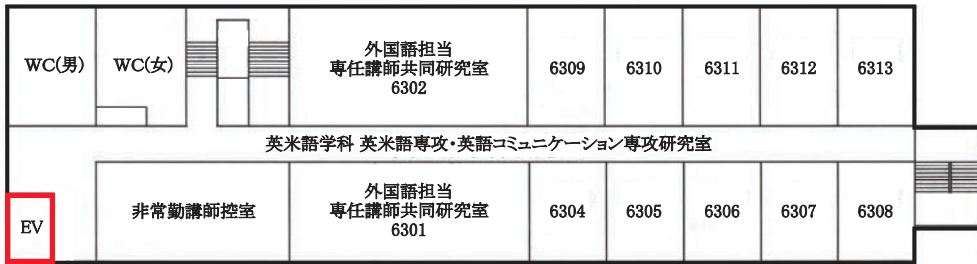 WC(男)
WC(女)
外国語担当
専任講師共同研究室
6302
6309
6310
6311
6312
6313
英米語学科 英米語専攻・英語コミュニケーション専攻研究室
EV
非常勤講師控室
外国語担当
専任講師共同研究室
6301
6304
6305
6306
6307
6308